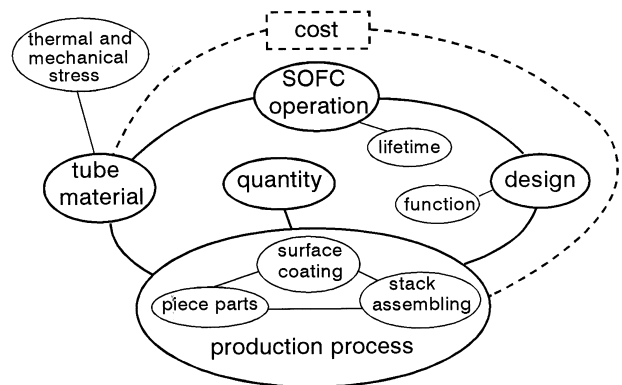 cost
thermal and
mechanical
stress
SOFC
operation
lifetime
tube
material
quantity
design
function
surface
coating
stack
assembling
piece parts
production process